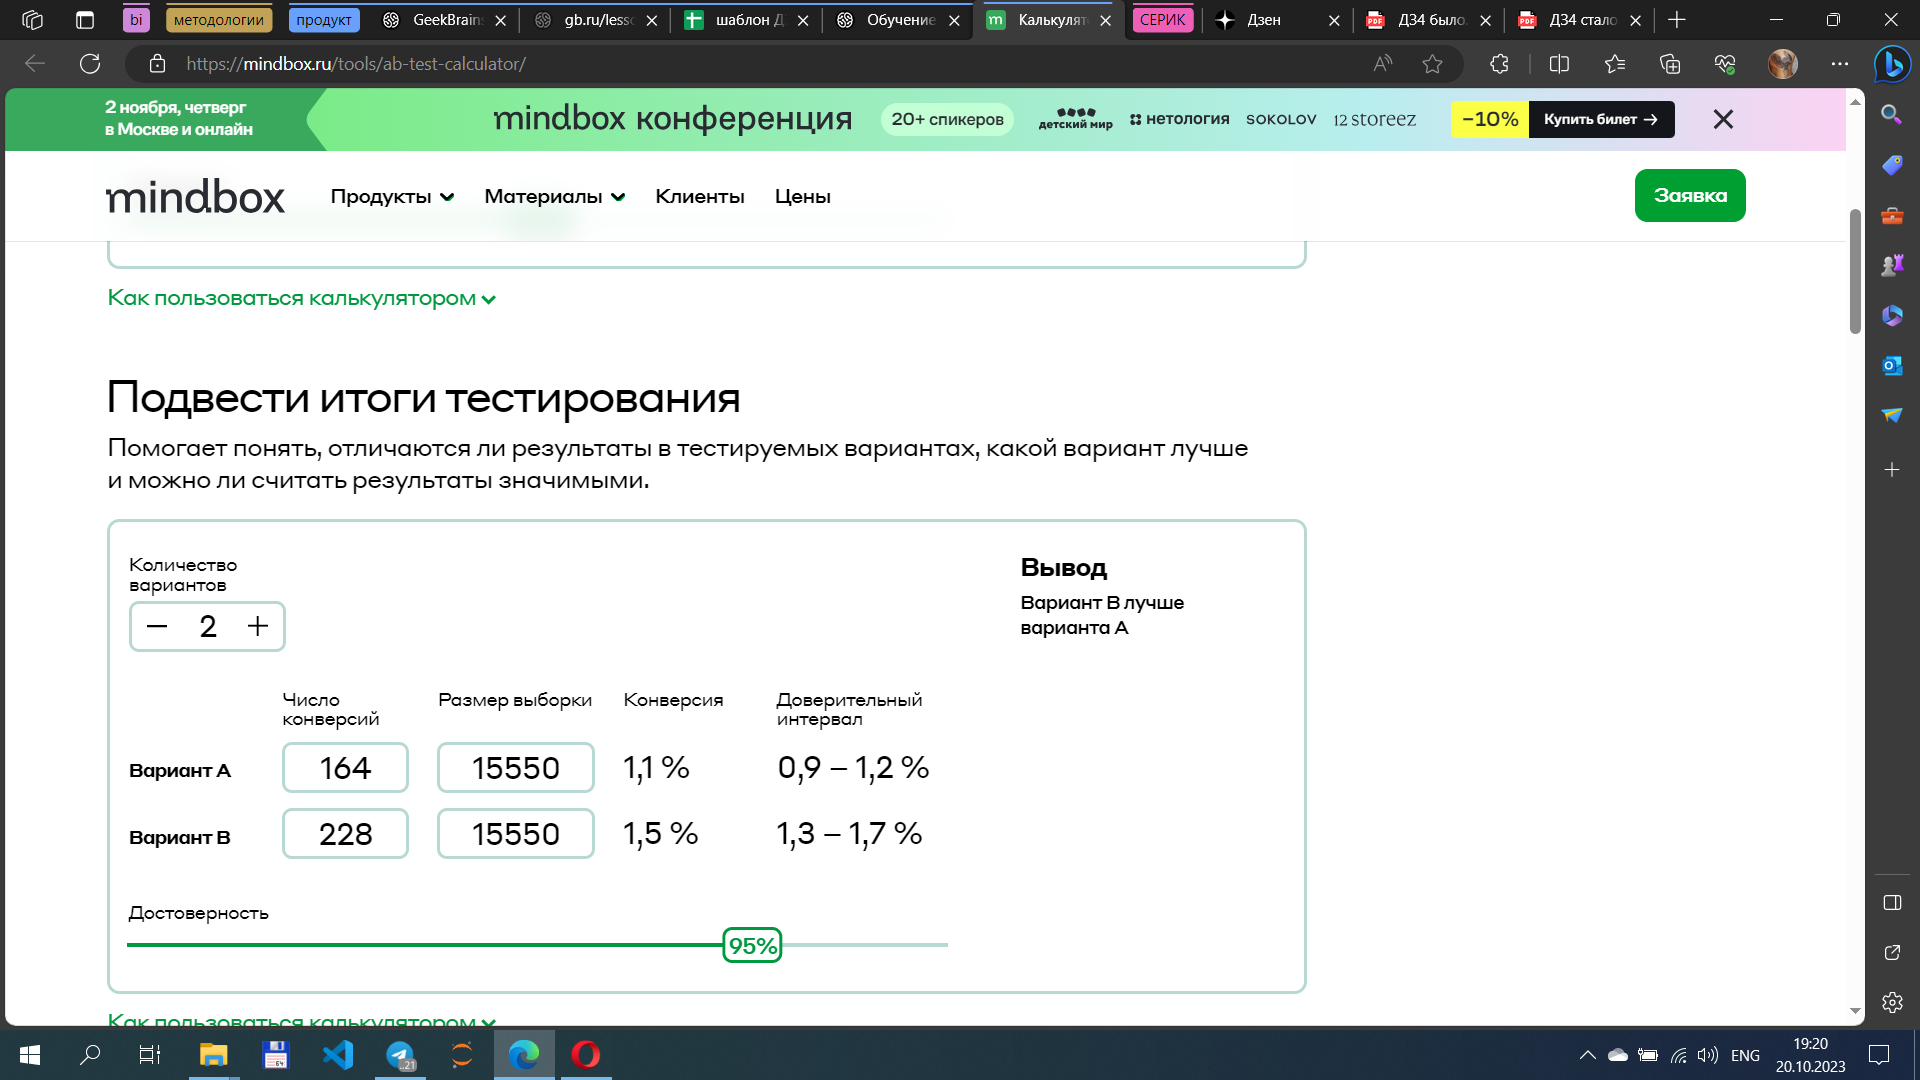 bi
методологии
продукт
GeekBrains
gb.ru/less
шаблон Д
Обучение
Калькулят
СЕРИК
Дзен
ДЗ4 было.
ДЗ4 стало
https://mindbox.ru/tools/ab-test-calculator/
2 ноября, четверг
в Москве и онлайн
mindbox конференция
20+ спикеров
детский мир
нетология
SOKOLOV
12 storeez
−10%
Купить билет →
mindbox
Продукты
Материалы
Клиенты
Цены
Заявка
Как пользоваться калькулятором
Подвести итоги тестирования
Помогает понять, отличаются ли результаты в тестируемых вариантах, какой вариант лучше
и можно ли считать результаты значимыми.
Количество
вариантов
− 2 +
Вывод
Вариант B лучше
варианта A
Число
конверсий
Размер выборки
Конверсия
Доверительный
интервал
Вариант A
164
15550
1,1 %
0,9 – 1,2 %
Вариант B
228
15550
1,5 %
1,3 – 1,7 %
Достоверность
95%
Как пользоваться калькулятором
64
..21
ENG
19:20
20.10.2023